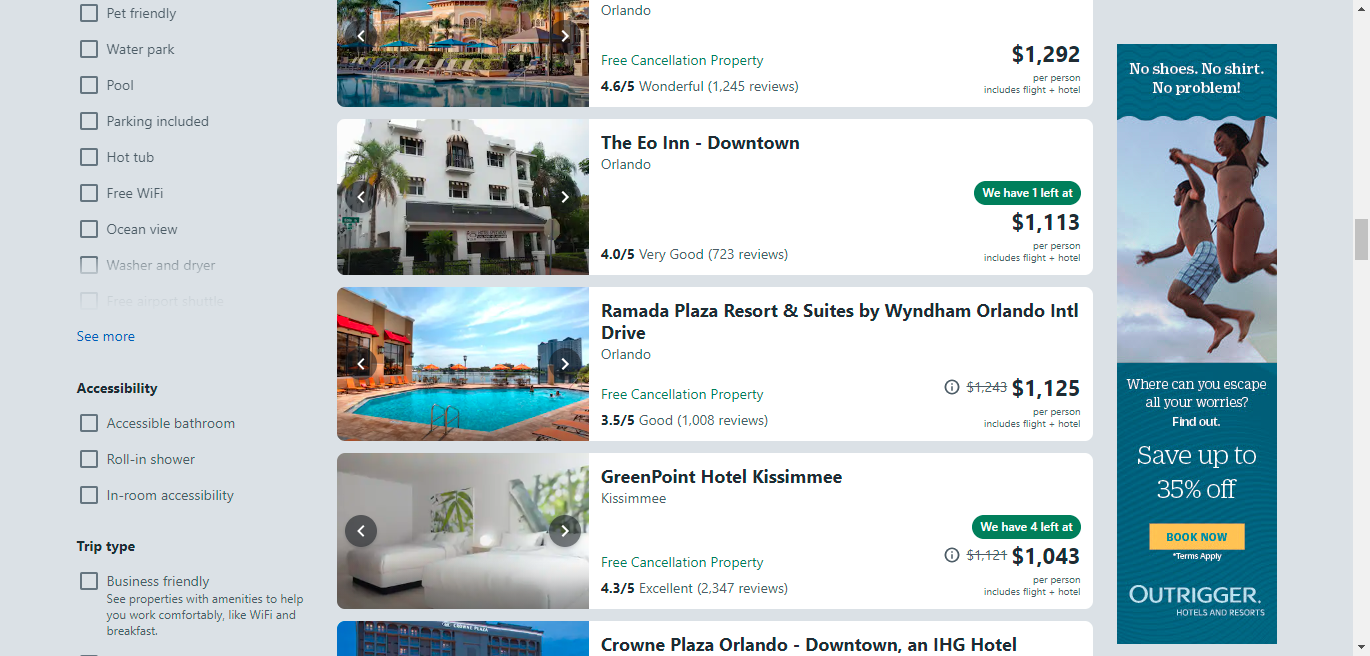 Pet friendly
Water park
Pool
Parking included
Hot tub
Free WiFi
Ocean view
Washer and dryer
Free airport shuttle
See more
Accessibility
Accessible bathroom
Roll-in shower
In-room accessibility
Trip type
Business friendly
See properties with amenities to help
you work comfortably, like WiFi and
breakfast.
Orlando
Free Cancellation Property
4.6/5 Wonderful (1,245 reviews)
$1,292
per person
includes flight + hotel
The Eo Inn - Downtown
Orlando
We have 1 left at
$1,113
4.0/5 Very Good (723 reviews)
per person
includes flight + hotel
Ramada Plaza Resort & Suites by Wyndham Orlando Intl
Drive
Orlando
Free Cancellation Property
$1,243 $1,125
3.5/5 Good (1,008 reviews)
per person
includes flight + hotel
GreenPoint Hotel Kissimmee
Kissimmee
We have 4 left at
Free Cancellation Property
$1,121 $1,043
4.3/5 Excellent (2,347 reviews)
per person
includes flight + hotel
CROWNE PLAZA
Crowne Plaza Orlando - Downtown, an IHG Hotel
No shoes. No shirt.
No problem!
Where can you escape
all your worries?
Find out.
Save up to
35% off
BOOK NOW
*Terms Apply
OUTRIGGER.
HOTELS AND RESORTS